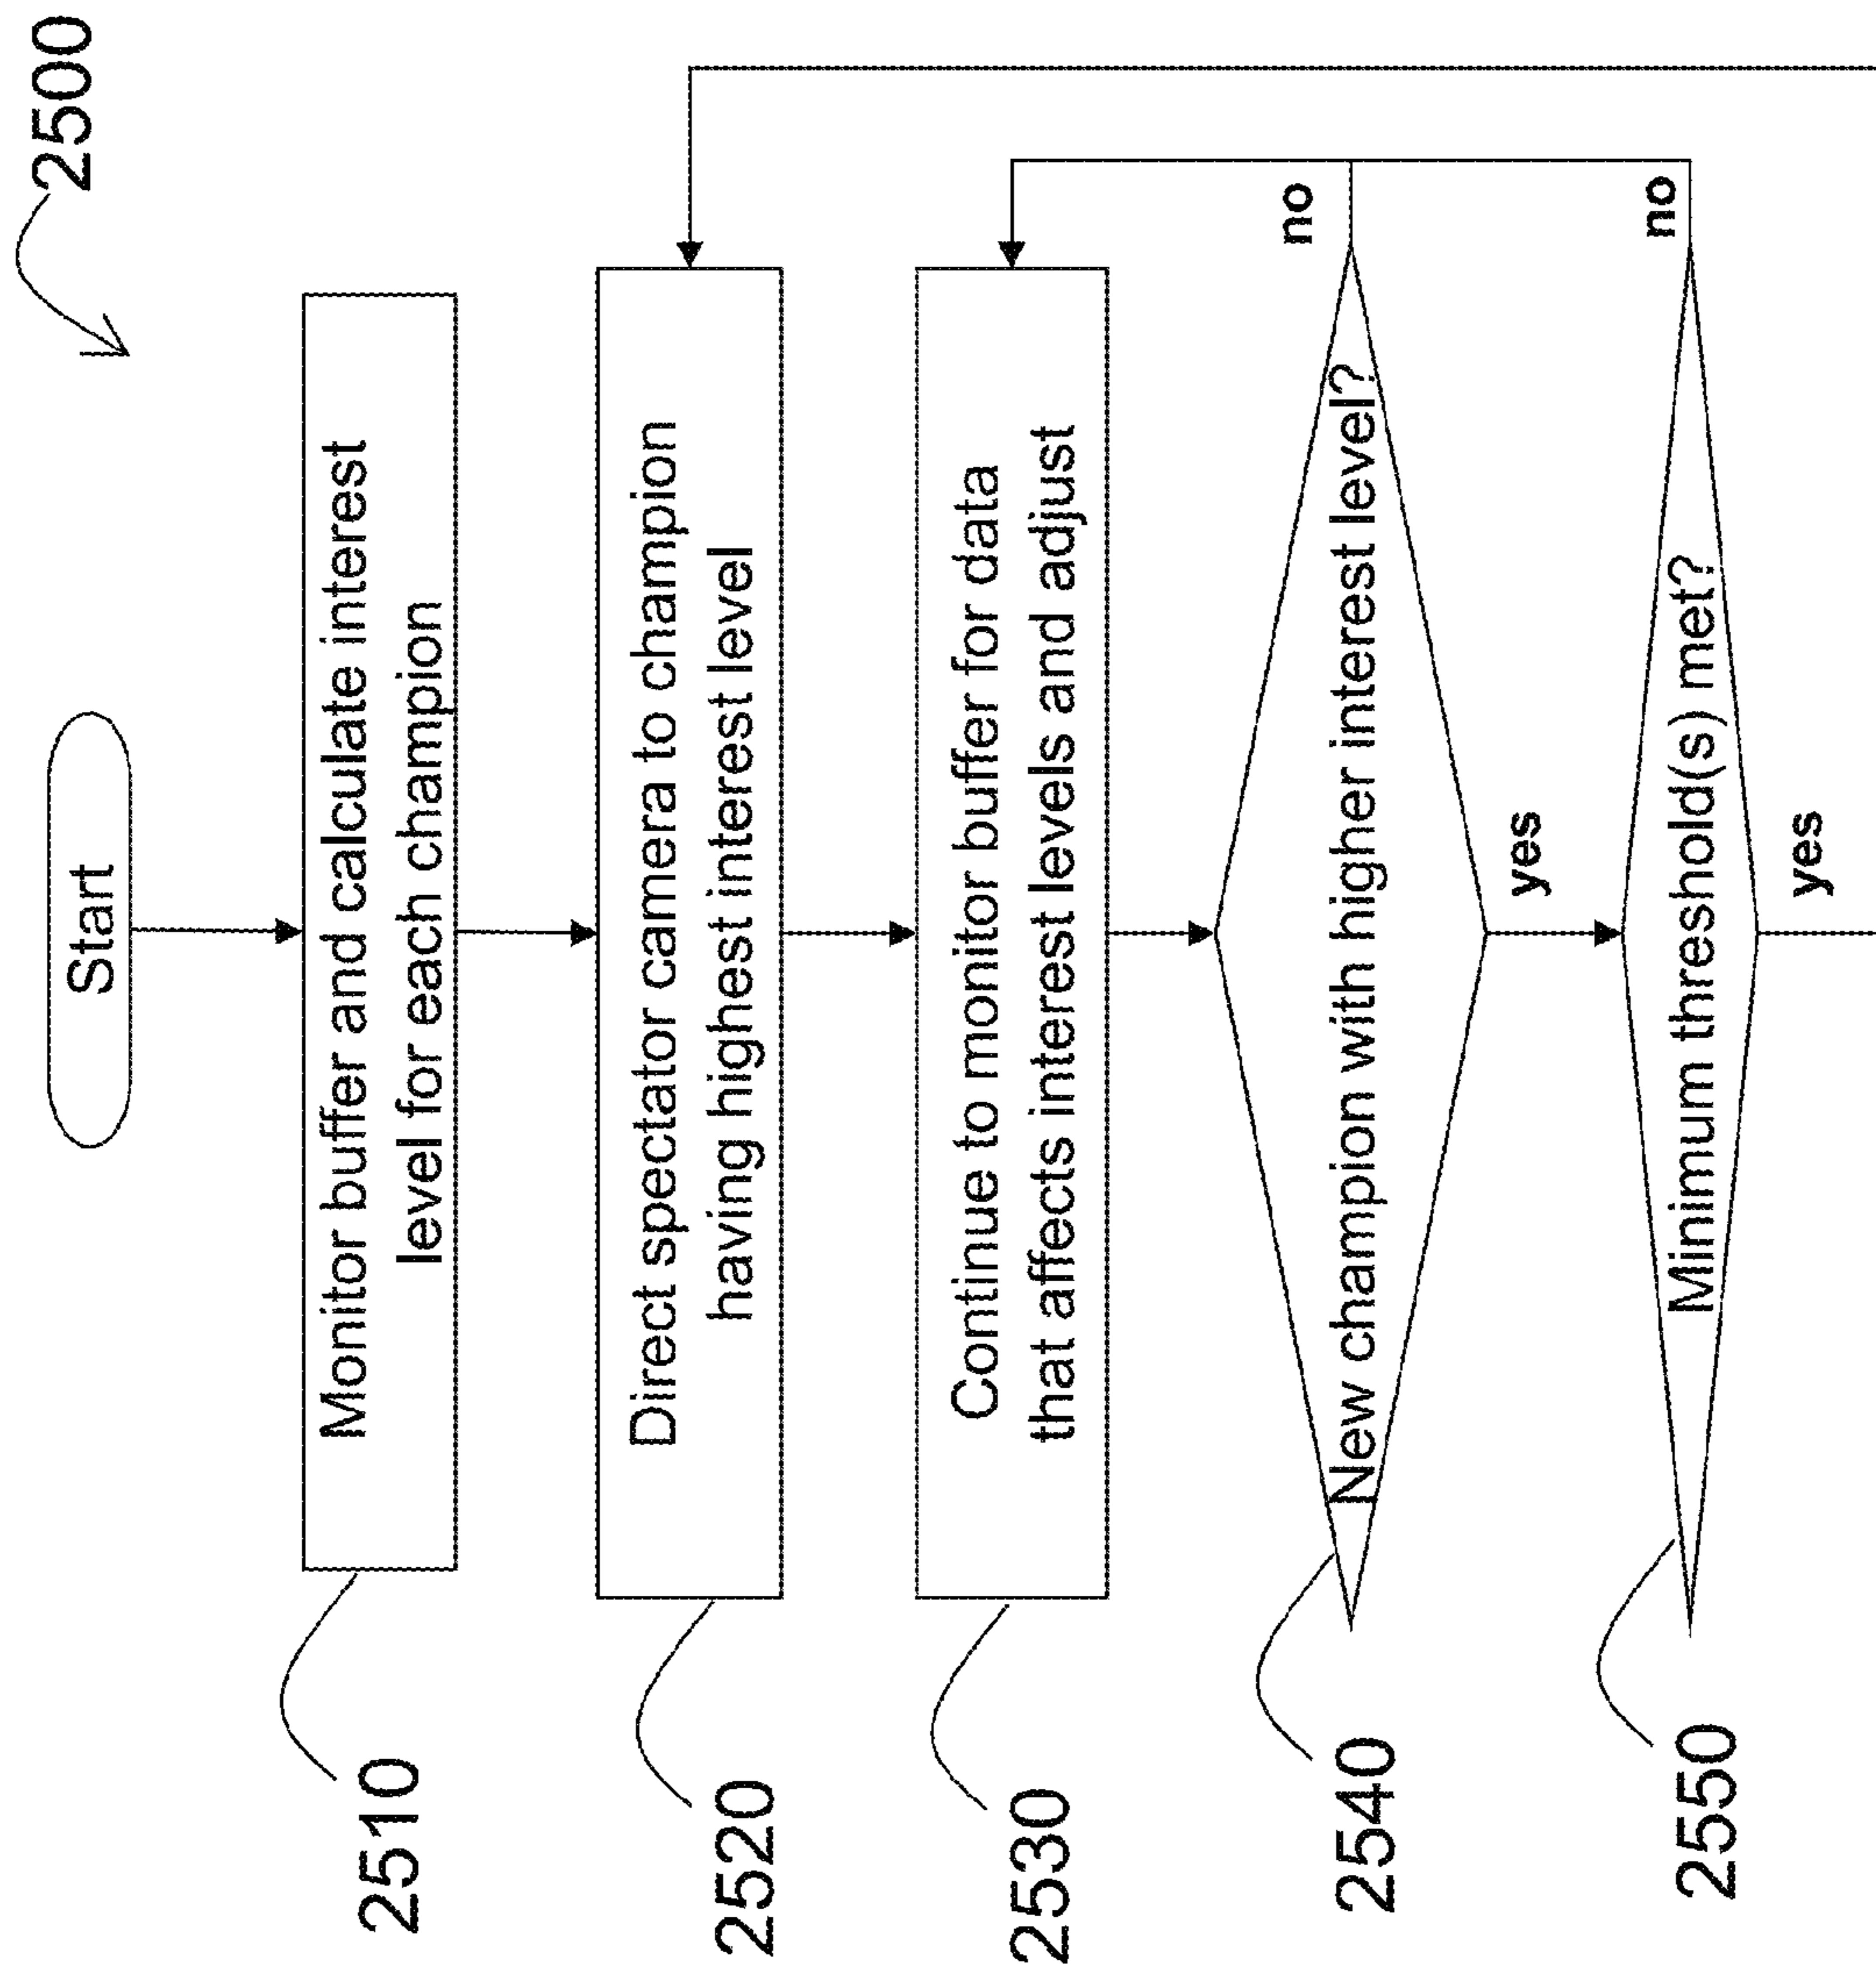 2500
Start
2510
Monitor buffer and calculate interest
level for each champion
2520
Direct spectator camera to champion
having highest interest level
2530
Continue to monitor buffer for data
that affects interest levels and adjust
2540
New champion with higher interest level?
no
yes
2550
Minimum threshold(s) met?
no
yes